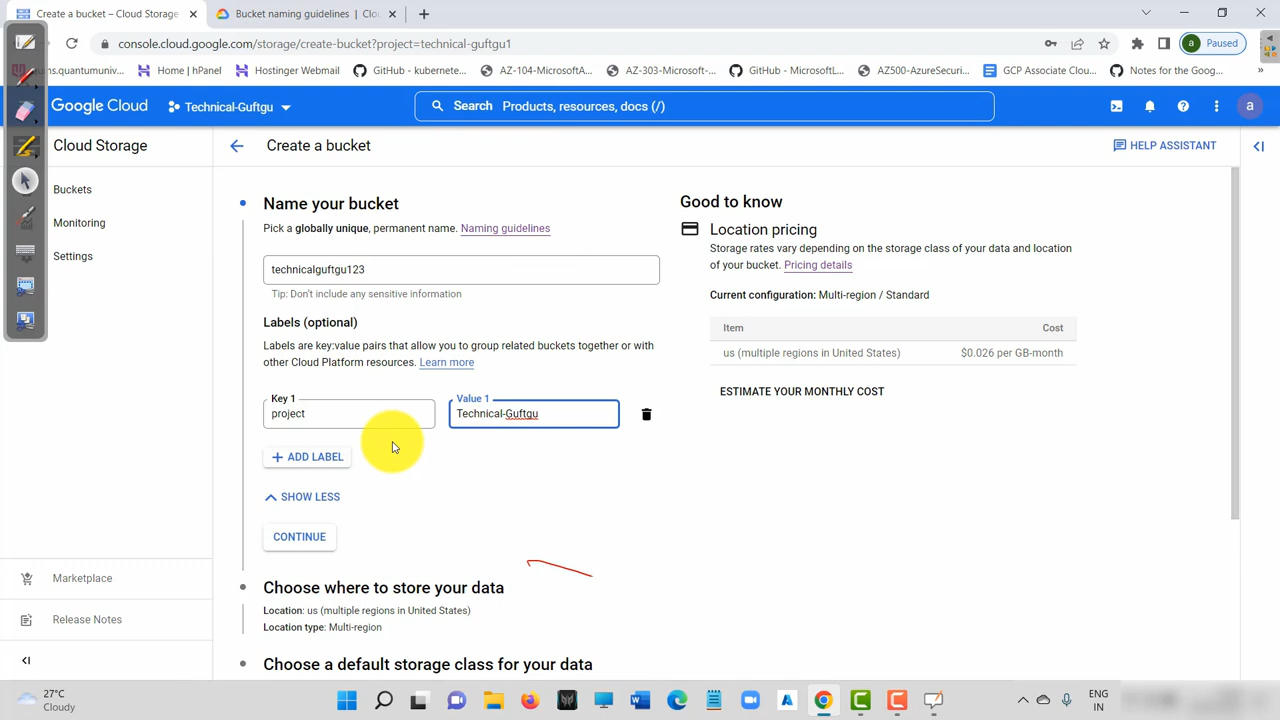 Create a bucket – Cloud Storage
Bucket naming guidelines | Clou
console.cloud.google.com/storage/create-bucket?project=technical-guftgu1
Paused
ums.quantumuniv...
Home | hPanel
Hostinger Webmail
GitHub - kubernete...
AZ-104-MicrosoftA...
AZ-303-Microsoft-...
GitHub - MicrosoftL...
AZ500-AzureSecuri...
GCP Associate Clou...
Notes for the Goog...
Google Cloud
Technical-Guftgu
Search Products, resources, docs (/)
a
Cloud Storage
Create a bucket
HELP ASSISTANT
Buckets
Monitoring
Settings
Name your bucket
Pick a globally unique, permanent name. Naming guidelines
technicalguftgu123
Tip: Don't include any sensitive information
Labels (optional)
Labels are key:value pairs that allow you to group related buckets together or with
other Cloud Platform resources. Learn more
Key 1
project
Value 1
Technical-Guftgu
+ ADD LABEL
SHOW LESS
CONTINUE
Good to know
Location pricing
Storage rates vary depending on the storage class of your data and location
of your bucket. Pricing details
Current configuration: Multi-region / Standard
Item Cost
us (multiple regions in United States) $0.026 per GB-month
ESTIMATE YOUR MONTHLY COST
Choose where to store your data
Location: us (multiple regions in United States)
Location type: Multi-region
Choose a default storage class for your data
Marketplace
Release Notes
27°C
Cloudy
ENG
IN